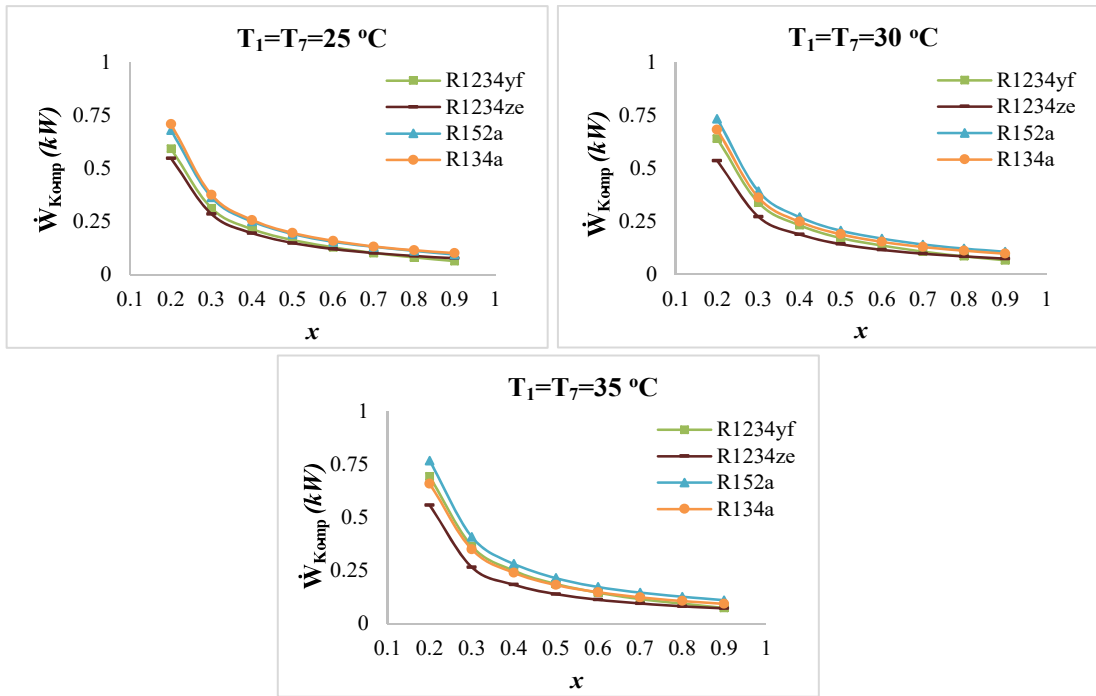 T₁=T₇=25 ºC
1
0.75
0.5
0.25
0
Ẇ_Komp (kW)
0.1 0.2 0.3 0.4 0.5 0.6 0.7 0.8 0.9 1
x
R1234yf
R1234ze
R152a
R134a
T₁=T₇=30 ºC
1
0.75
0.5
0.25
0
Ẇ_Komp (kW)
0.1 0.2 0.3 0.4 0.5 0.6 0.7 0.8 0.9 1
x
R1234yf
R1234ze
R152a
R134a
T₁=T₇=35 ºC
1
0.75
0.5
0.25
0
Ẇ_Komp (kW)
0.1 0.2 0.3 0.4 0.5 0.6 0.7 0.8 0.9 1
x
R1234yf
R1234ze
R152a
R134a